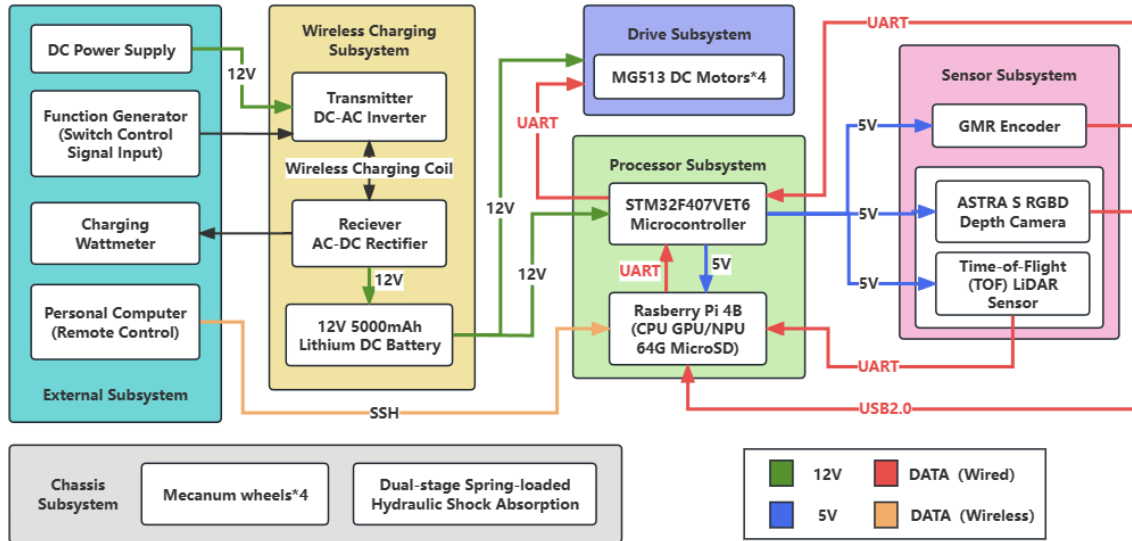 DC Power Supply
Function Generator
(Switch Control
Signal Input)
Charging
Wattmeter
Personal Computer
(Remote Control)
External Subsystem
12V
Wireless Charging
Subsystem
Transmitter
DC-AC Inverter
Wireless Charging Coil
Reciever
AC-DC Rectifier
12V
12V 5000mAh
Lithium DC Battery
SSH
12V
12V
Drive Subsystem
MG513 DC Motors*4
UART
Processor Subsystem
STM32F407VET6
Microcontroller
UART
5V
Rasberry Pi 4B
(CPU GPU/NPU
64G MicroSD)
UART
5V
5V
5V
Sensor Subsystem
GMR Encoder
ASTRA S RGBD
Depth Camera
Time-of-Flight
(TOF) LiDAR
Sensor
UART
USB2.0
Chassis
Subsystem
Mecanum wheels*4
Dual-stage Spring-loaded
Hydraulic Shock Absorption
12V
DATA (Wired)
5V
DATA (Wireless)